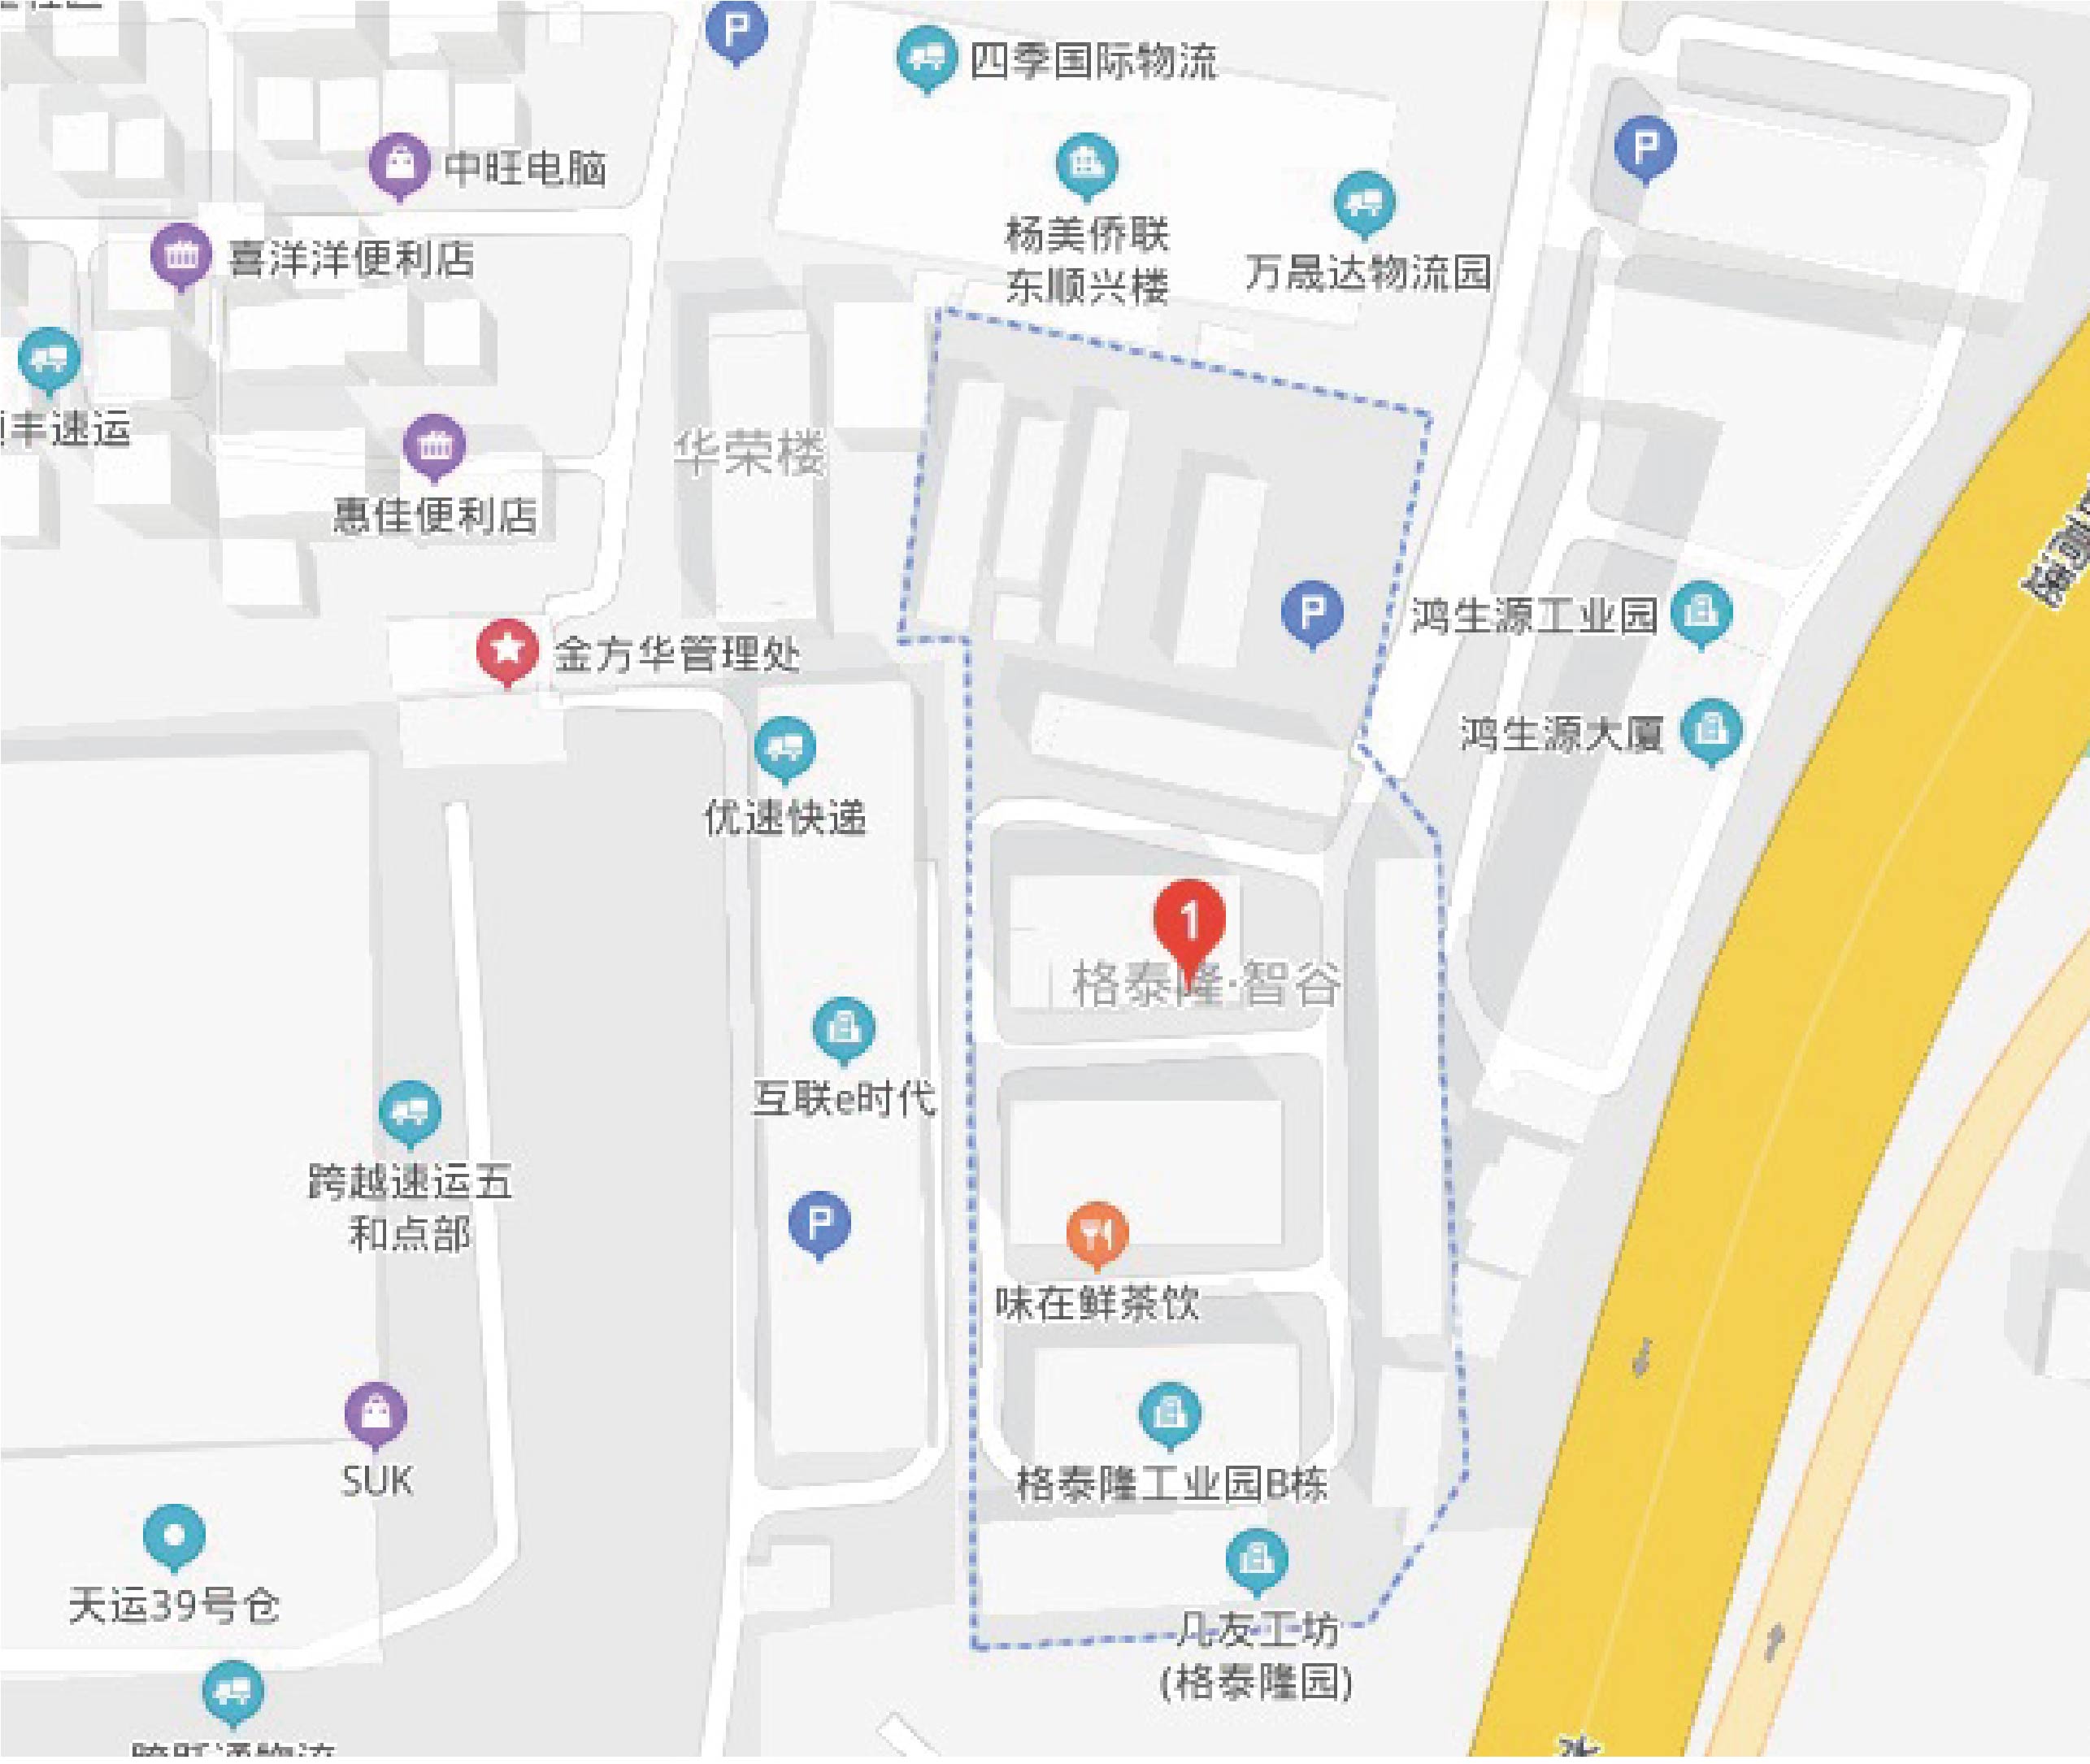 P
四季国际物流
中旺电脑
P
杨美侨联
东顺兴楼
万晟达物流园
喜洋洋便利店
丰速运
华荣楼
惠佳便利店
P
鸿生源工业园
金方华管理处
鸿生源大厦
优速快递
1
格泰隆·智谷
互联e时代
跨越速运五
和点部
P
味在鲜茶饮
SUK
格泰隆工业园B栋
天运39号仓
几友工坊
(格泰隆园)
水